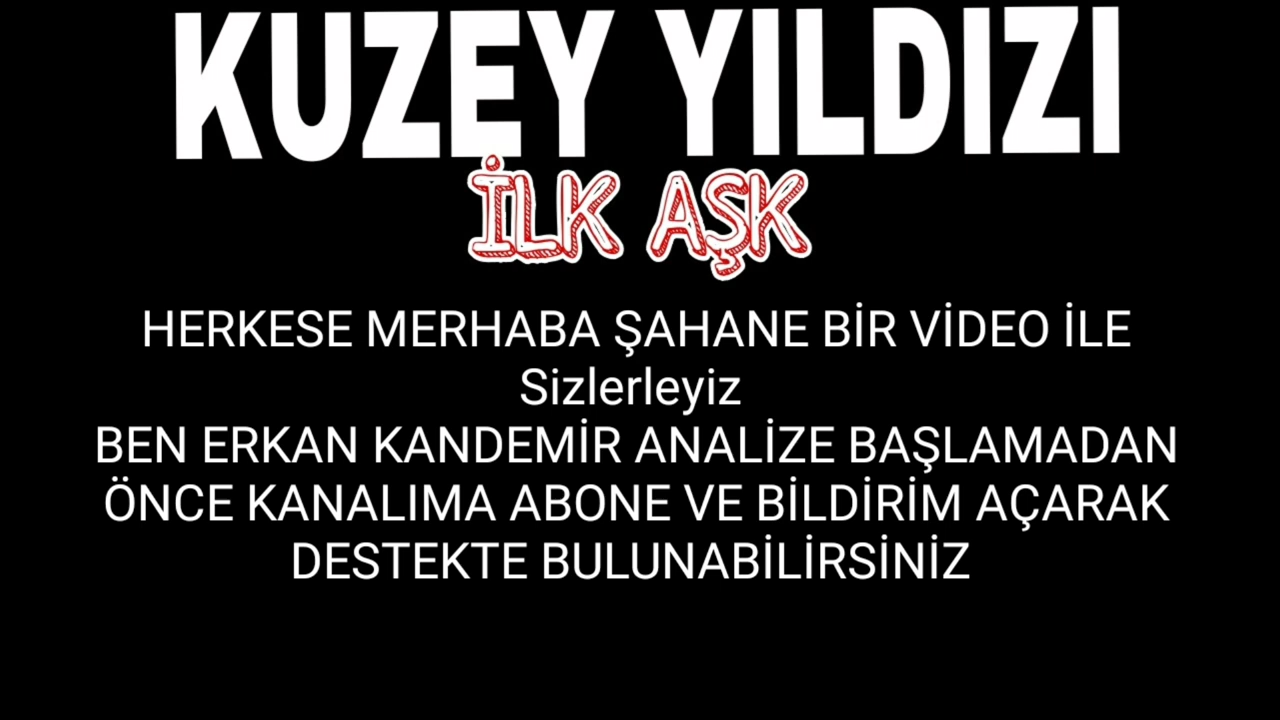 KUZEY YILDIZI
İLK AŞK
HERKESE MERHABA ŞAHANE BİR VİDEO İLE
Sizlerleyiz
BEN ERKAN KANDEMİR ANALİZE BAŞLAMADAN
ÖNCE KANALIMA ABONE VE BİLDİRİM AÇARAK
DESTEKTE BULUNABİLİRSİNİZ